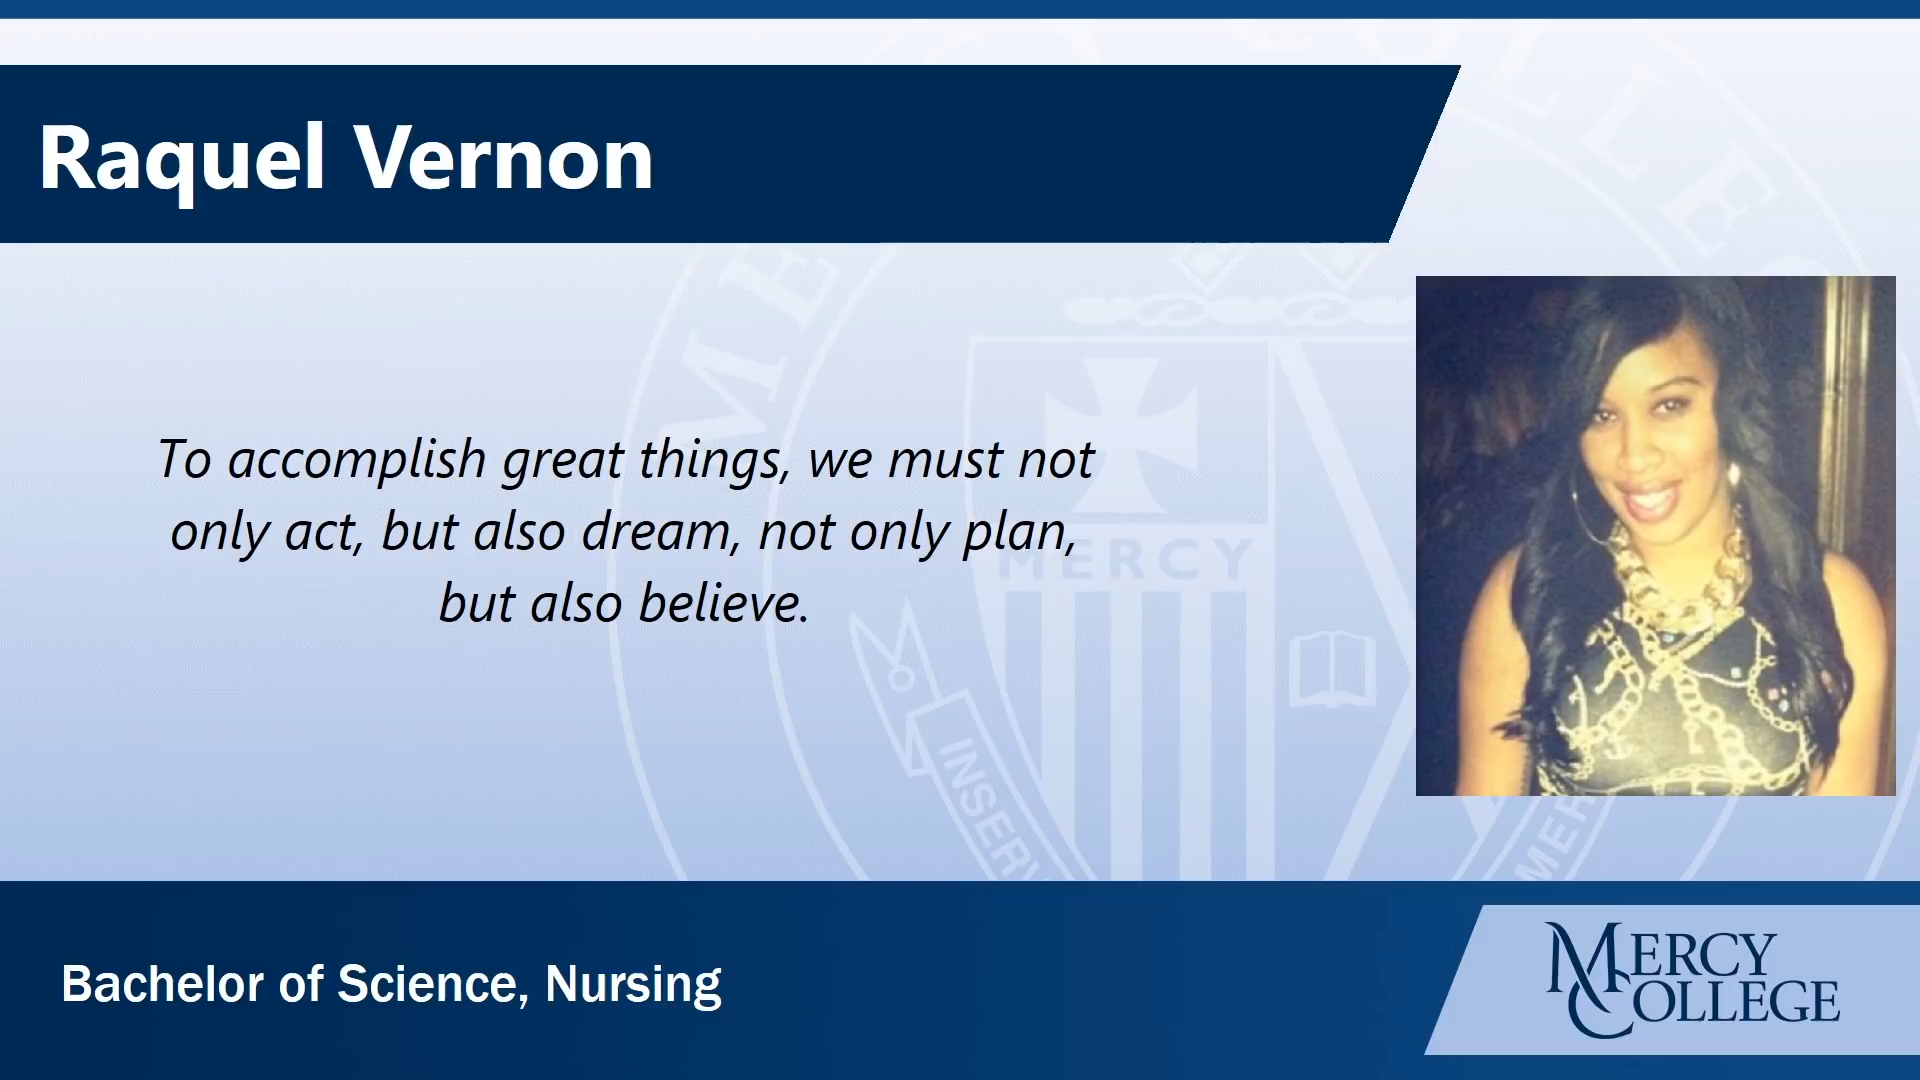 Raquel Vernon
To accomplish great things, we must not
only act, but also dream, not only plan,
but also believe.
MERCY
Bachelor of Science, Nursing
MERCY
COLLEGE